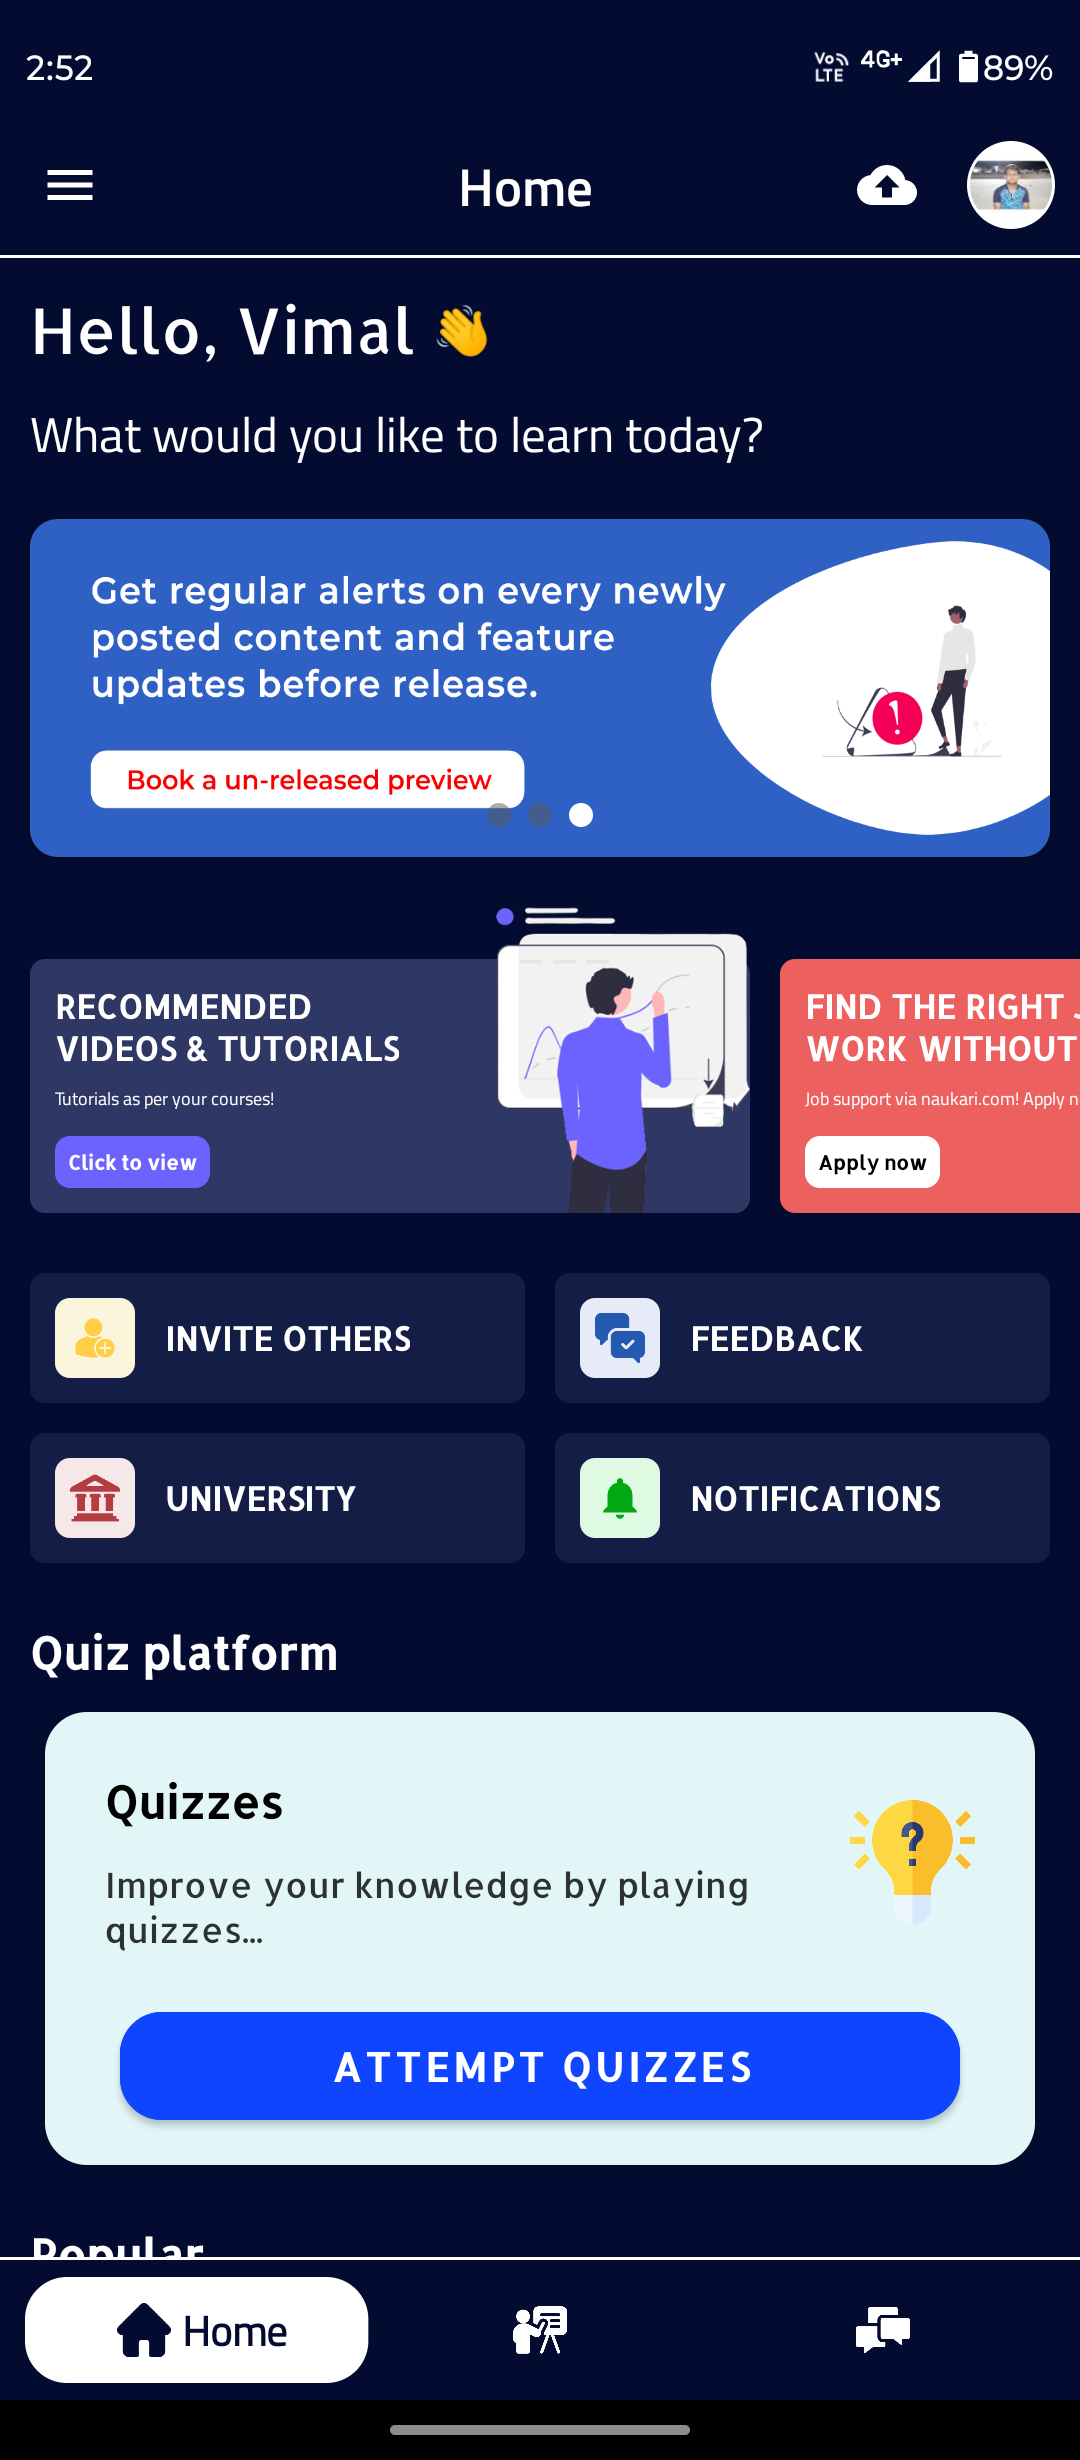 2:52
Vo LTE 4G+ 89%
Home
Hello, Vimal 👋
What would you like to learn today?
Get regular alerts on every newly
posted content and feature
updates before release.
Book a un-released preview
RECOMMENDED
VIDEOS & TUTORIALS
Tutorials as per your courses!
Click to view
FIND THE RIGHT
WORK WITHOUT
Job support via naukari.com! Apply
Apply now
INVITE OTHERS
FEEDBACK
UNIVERSITY
NOTIFICATIONS
Quiz platform
Quizzes
Improve your knowledge by playing
quizzes...
ATTEMPT QUIZZES
Popular
Home